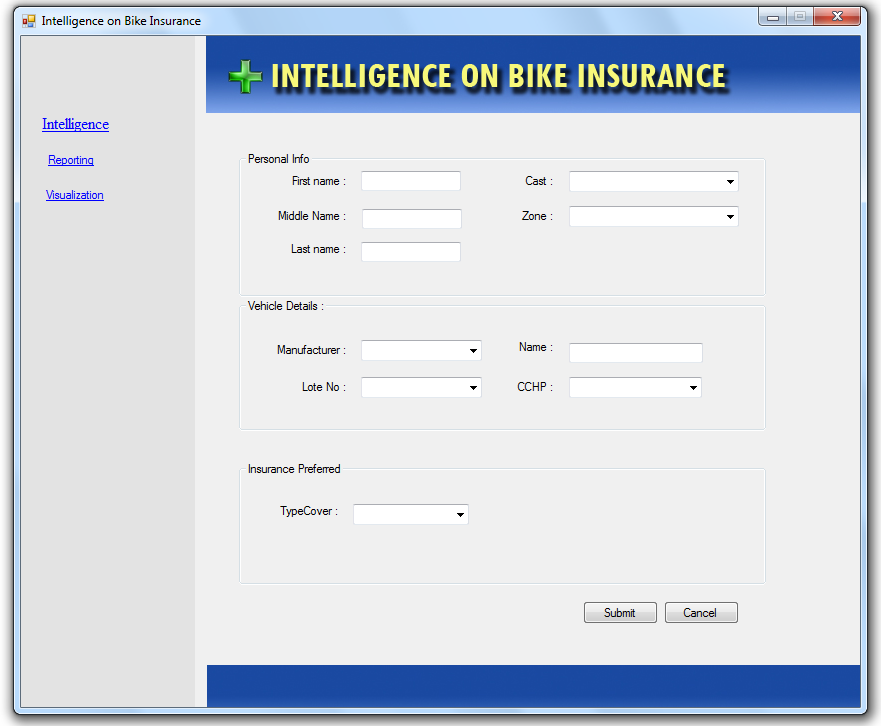 Intelligence on Bike Insurance
INTELLIGENCE ON BIKE INSURANCE
Intelligence
Reporting
Visualization
Personal Info
First name :
Cast :
Middle Name :
Zone :
Last name :
Vehicle Details :
Manufacturer :
Name :
Lote No :
CCHP :
Insurance Preferred
TypeCover :
Submit
Cancel